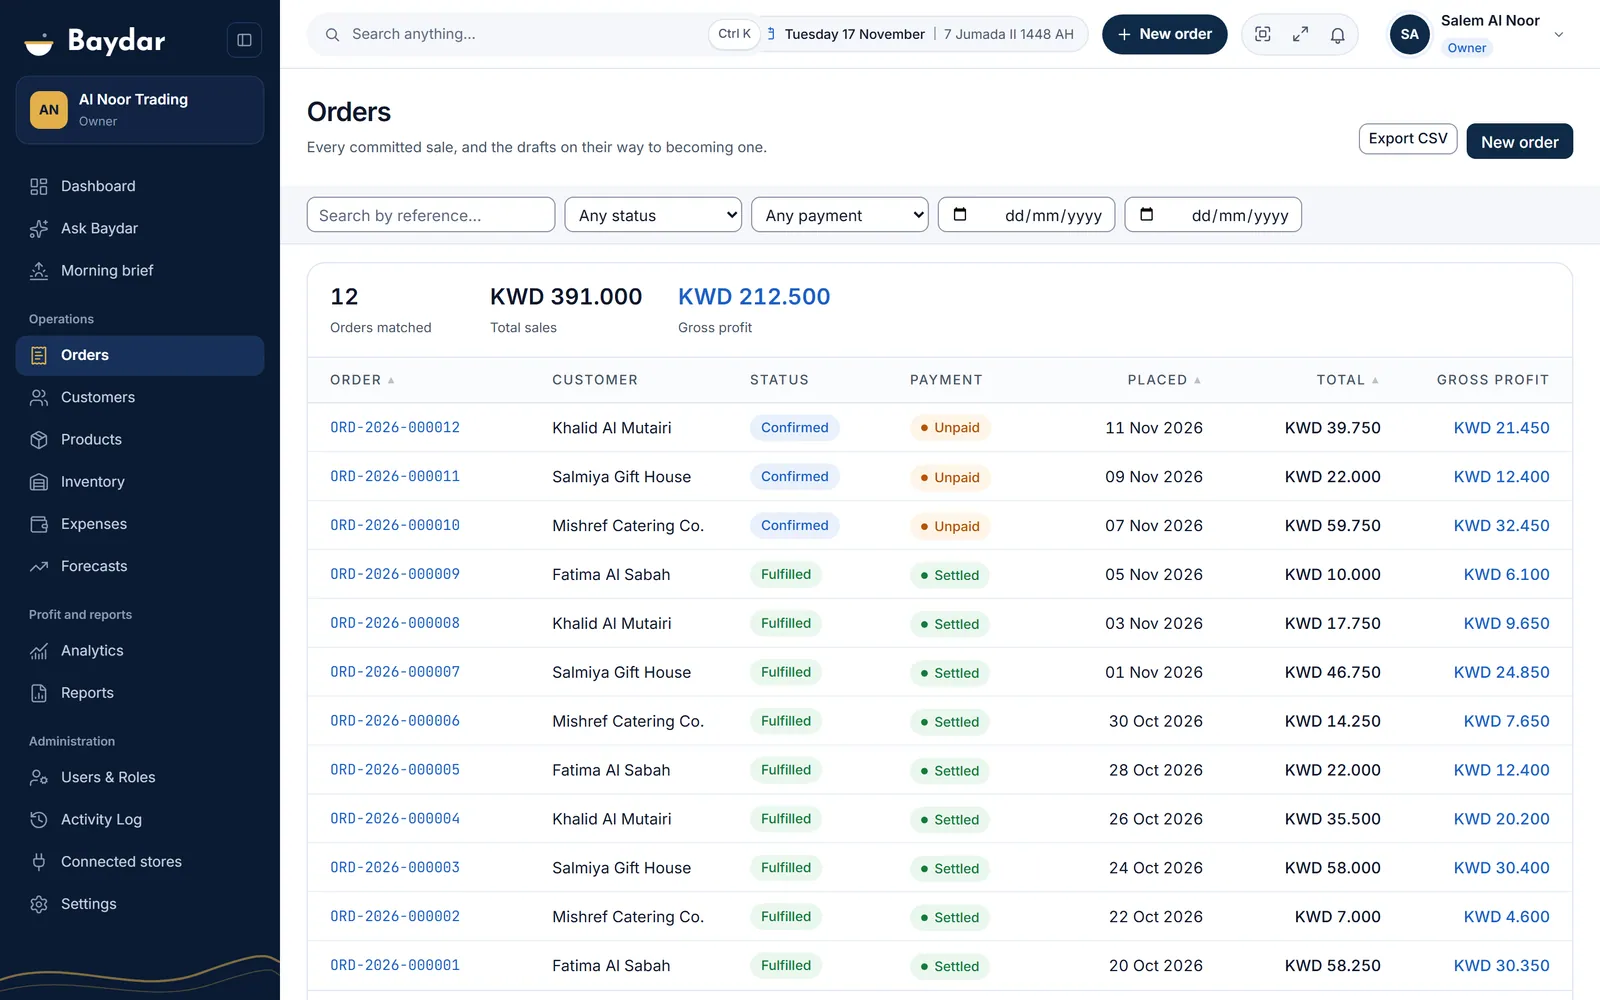 Baydar
AN
Al Noor Trading
Owner
Dashboard
Ask Baydar
Morning brief
Operations
Orders
Customers
Products
Inventory
Expenses
Forecasts
Profit and reports
Analytics
Reports
Administration
Users & Roles
Activity Log
Connected stores
Settings
Search anything...
Ctrl K
Tuesday 17 November
7 Jumada II 1448 AH
+ New order
SA
Salem Al Noor
Owner
Orders
Every committed sale, and the drafts on their way to becoming one.
Export CSV
New order
Search by reference...
Any status
Any payment
dd/mm/yyyy
dd/mm/yyyy
12
Orders matched
KWD 391.000
Total sales
KWD 212.500
Gross profit
ORDER ▲ CUSTOMER STATUS PAYMENT PLACED ▲ TOTAL ▲ GROSS PROFIT
ORD-2026-000012 Khalid Al Mutairi Confirmed Unpaid 11 Nov 2026 KWD 39.750 KWD 21.450
ORD-2026-000011 Salmiya Gift House Confirmed Unpaid 09 Nov 2026 KWD 22.000 KWD 12.400
ORD-2026-000010 Mishref Catering Co. Confirmed Unpaid 07 Nov 2026 KWD 59.750 KWD 32.450
ORD-2026-000009 Fatima Al Sabah Fulfilled Settled 05 Nov 2026 KWD 10.000 KWD 6.100
ORD-2026-000008 Khalid Al Mutairi Fulfilled Settled 03 Nov 2026 KWD 17.750 KWD 9.650
ORD-2026-000007 Salmiya Gift House Fulfilled Settled 01 Nov 2026 KWD 46.750 KWD 24.850
ORD-2026-000006 Mishref Catering Co. Fulfilled Settled 30 Oct 2026 KWD 14.250 KWD 7.650
ORD-2026-000005 Fatima Al Sabah Fulfilled Settled 28 Oct 2026 KWD 22.000 KWD 12.400
ORD-2026-000004 Khalid Al Mutairi Fulfilled Settled 26 Oct 2026 KWD 35.500 KWD 20.200
ORD-2026-000003 Salmiya Gift House Fulfilled Settled 24 Oct 2026 KWD 58.000 KWD 30.400
ORD-2026-000002 Mishref Catering Co. Fulfilled Settled 22 Oct 2026 KWD 7.000 KWD 4.600
ORD-2026-000001 Fatima Al Sabah Fulfilled Settled 20 Oct 2026 KWD 58.250 KWD 30.350